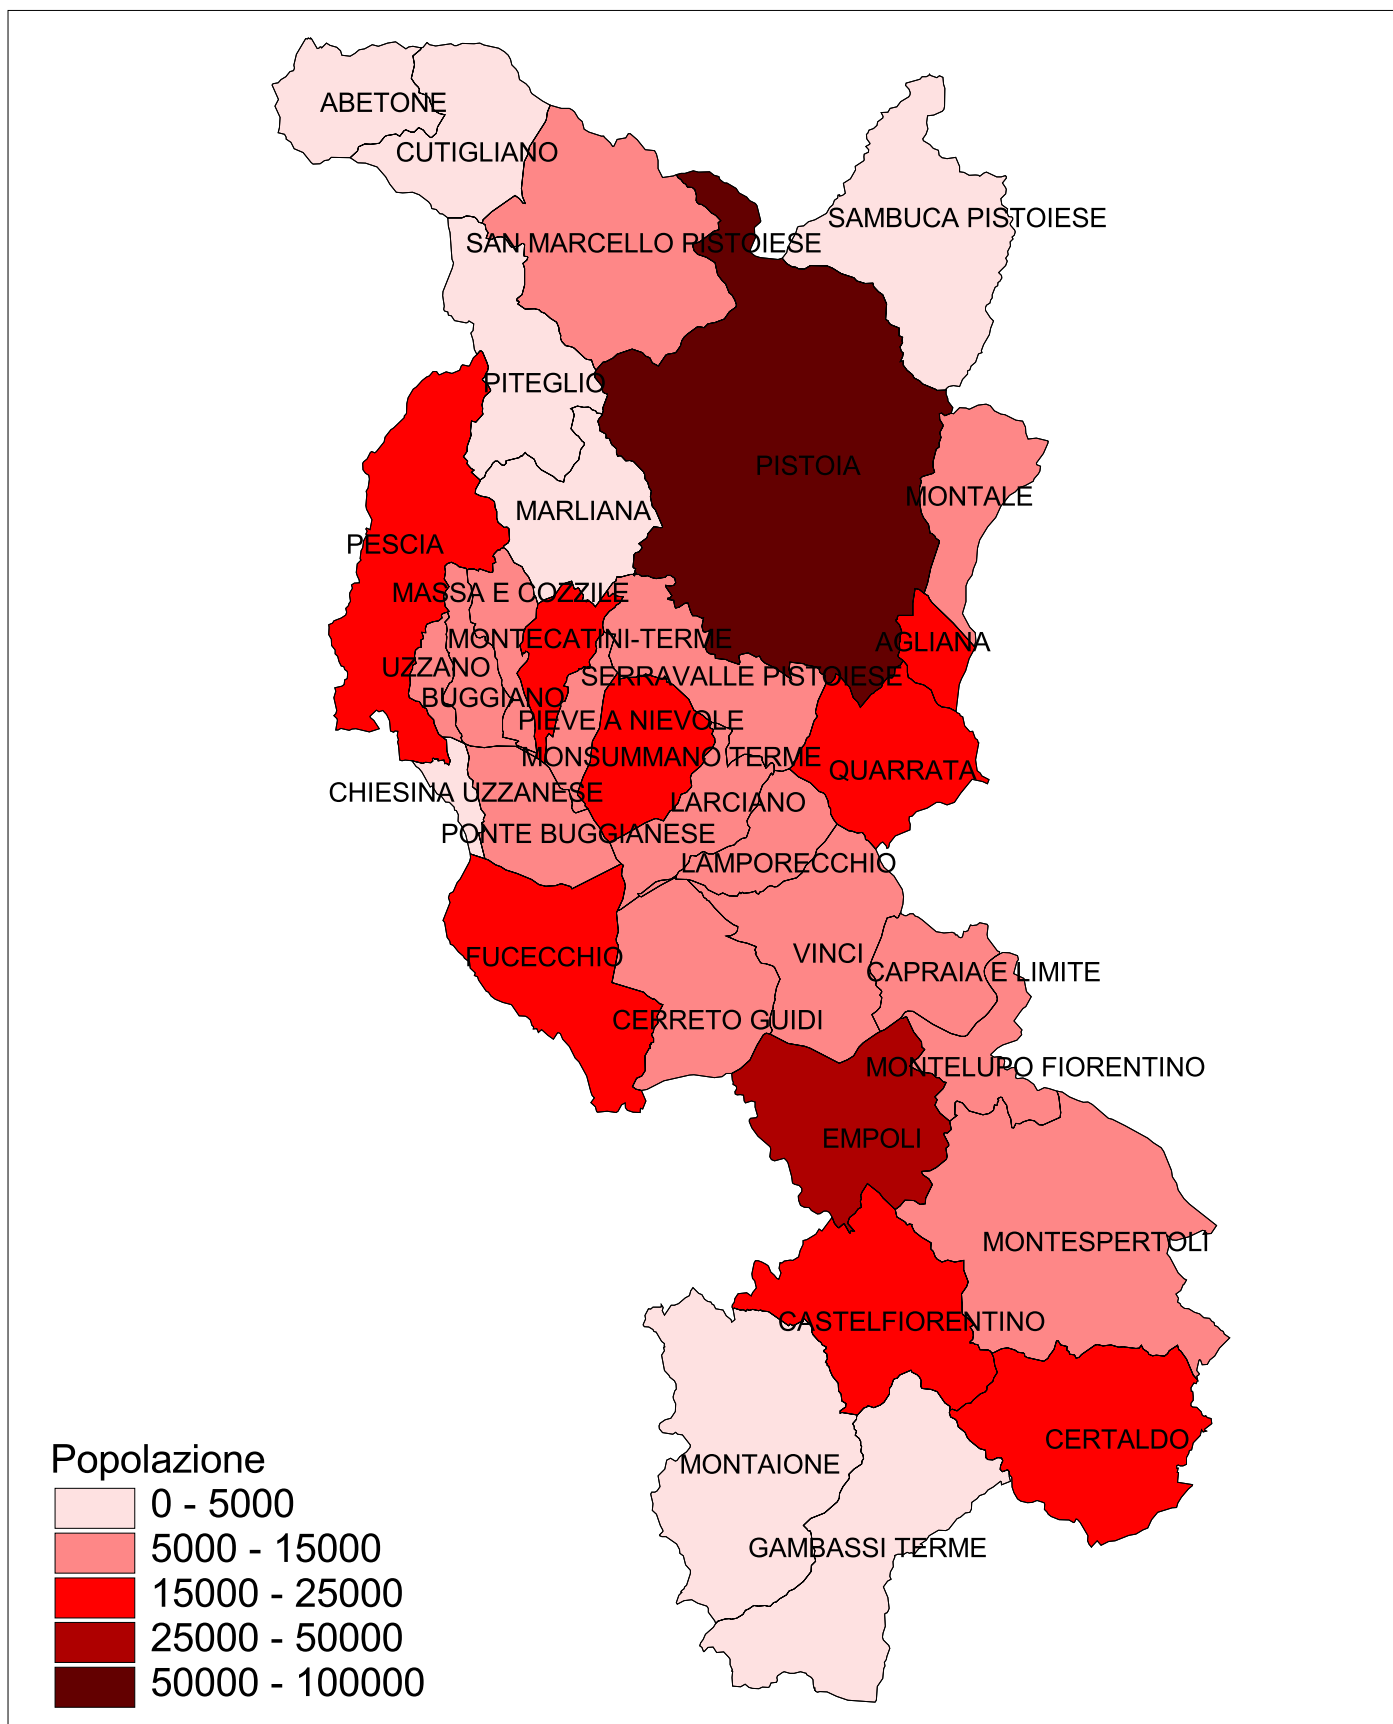 ABETONE
CUTIGLIANO
SAMBUCA PISTOIESE
SAN MARCELLO PISTOIESE
PITEGLIO
PISTOIA
MONTALE
MARLIANA
PESCIA
MASSA E COZZILE
MONTECATINI-TERME
AGLIANA
UZZANO
SERRAVALLE PISTOIESE
BUGGIANO
PIEVE A NIEVOLE
MONSUMMANO TERME
QUARRATA
CHIESINA UZZANESE
LARCIANO
PONTE BUGGIANESE
LAMPORECCHIO
VINCI
FUCECCHIO
CAPRAIA E LIMITE
CERRETO GUIDI
MONTELUPO FIORENTINO
EMPOLI
MONTESPERTOLI
CASTELFIORENTINO
CERTALDO
MONTAIONE
GAMBASSI TERME
Popolazione
0 - 5000
5000 - 15000
15000 - 25000
25000 - 50000
50000 - 100000